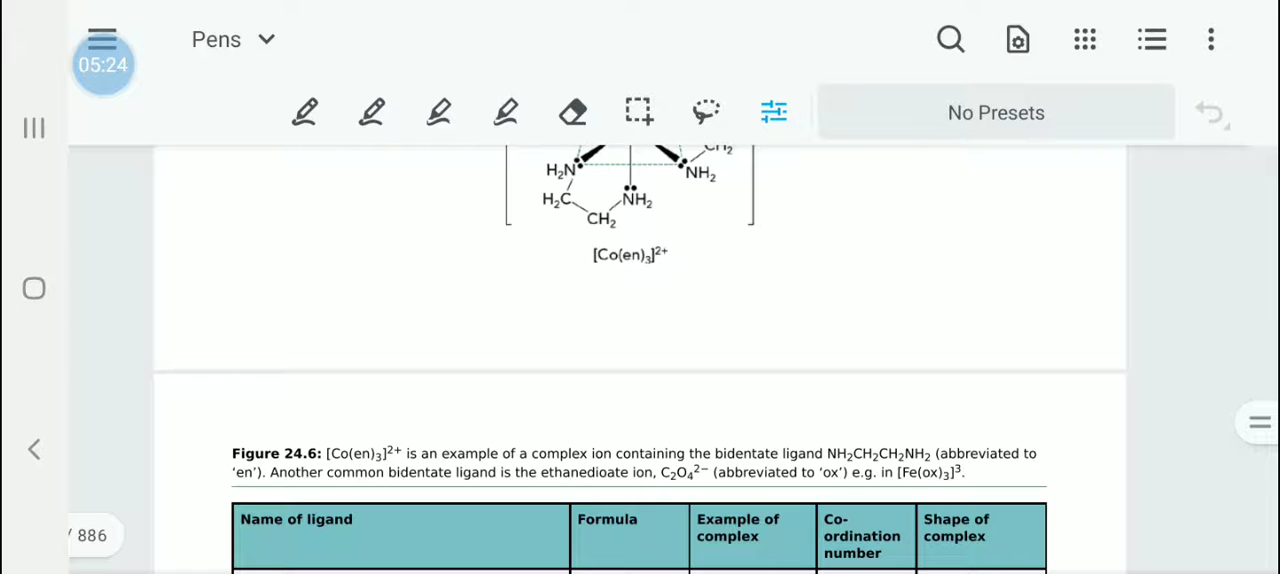 Pens
05:24
No Presets
CH₂
H₂N
NH₂
H₂C
NH₂
CH₂
[Co(en)₃]²⁺
Figure 24.6: [Co(en)₃]²⁺ is an example of a complex ion containing the bidentate ligand NH₂CH₂CH₂NH₂ (abbreviated to
‘en’). Another common bidentate ligand is the ethanedioate ion, C₂O₄²⁻ (abbreviated to ‘ox’) e.g. in [Fe(ox)₃]³.
/ 886
Name of ligand
Formula
Example of
complex
Co-
ordination
number
Shape of
complex